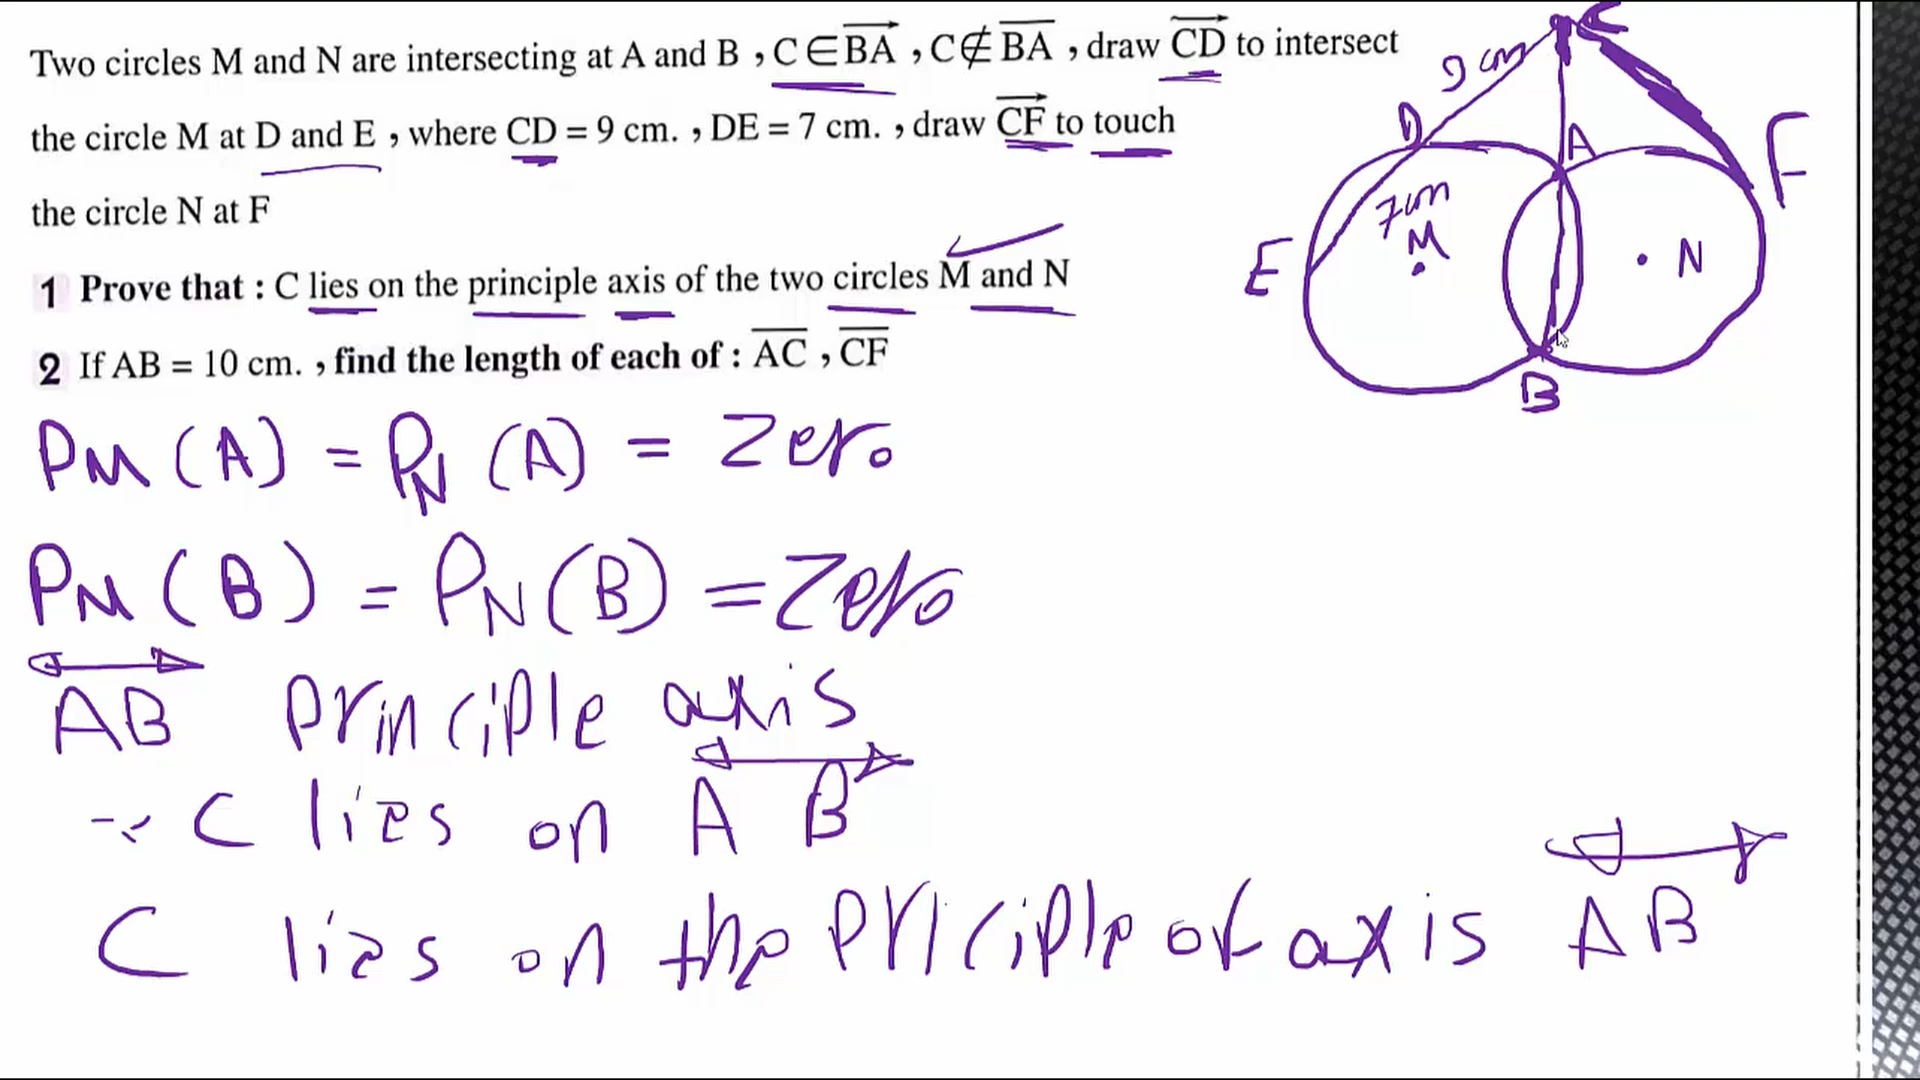 Two circles M and N are intersecting at A and B , C ∈ BA , C ∉ BA , draw CD to intersect
the circle M at D and E , where CD = 9 cm. , DE = 7 cm. , draw CF to touch
the circle N at F
1 Prove that : C lies on the principle axis of the two circles M and N
2 If AB = 10 cm. , find the length of each of : AC , CF
C
9 cm
D
A
F
7cm
M
E
N
B
PM (A) = PN (A) = Zero
PM (B) = PN (B) = Zero
AB principle axis
C lies on A B
C lies on the priciple of axis AB